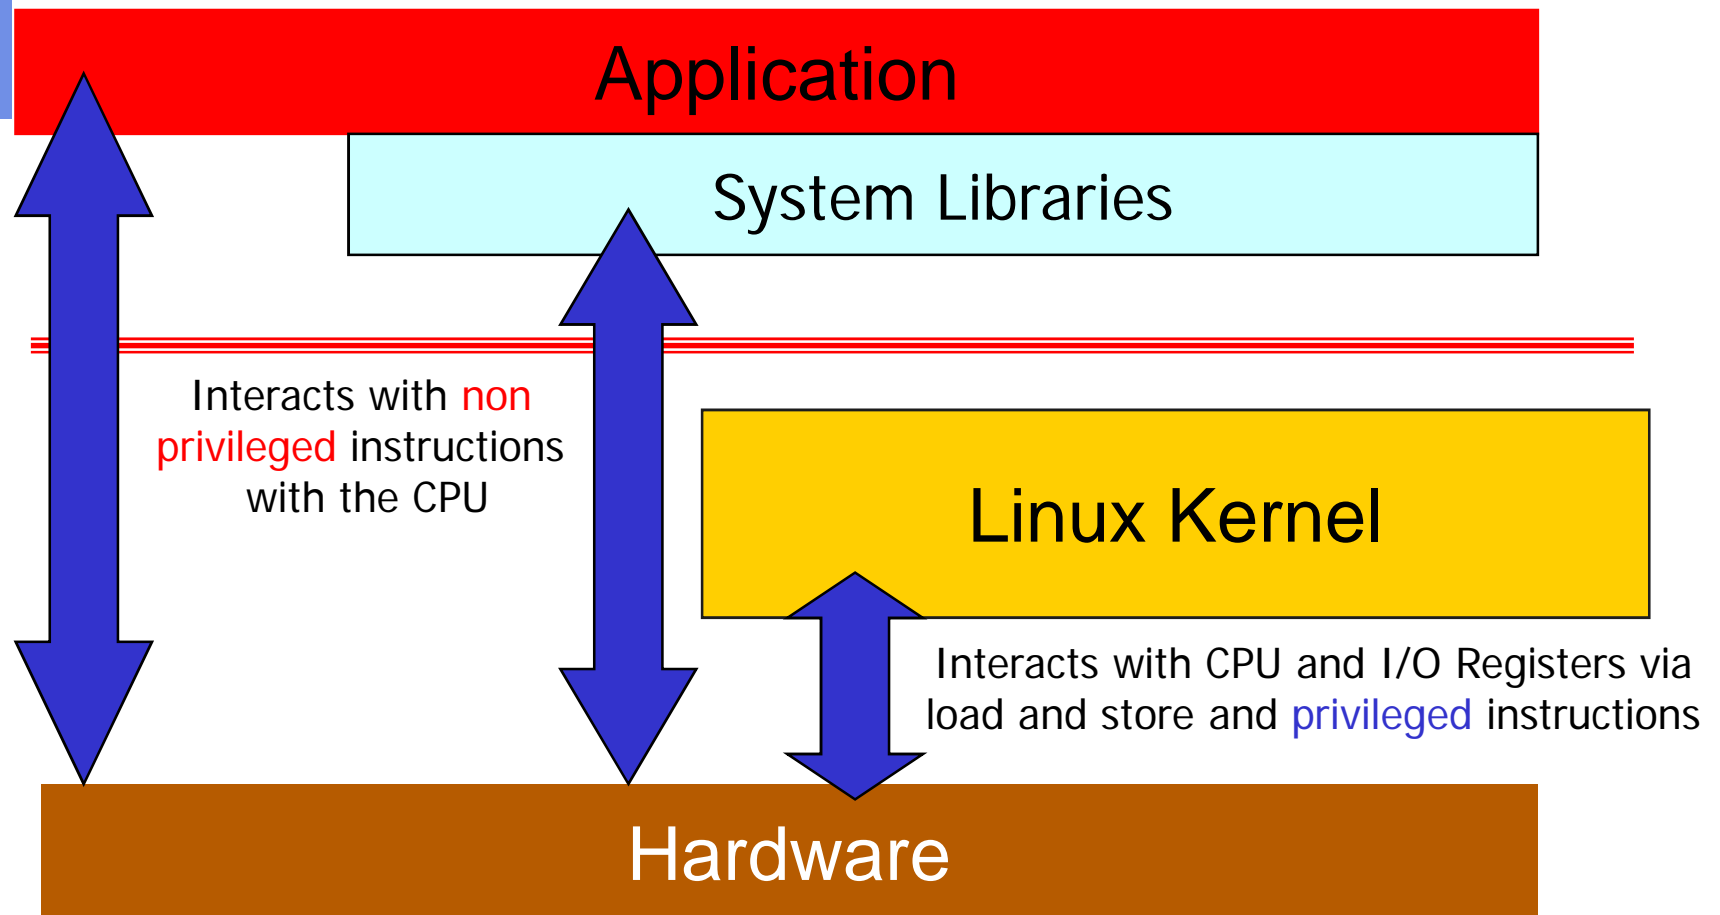 Application
System Libraries
Interacts with non
privileged instructions
with the CPU
Linux Kernel
Interacts with CPU and I/O Registers via
load and store and privileged instructions
Hardware